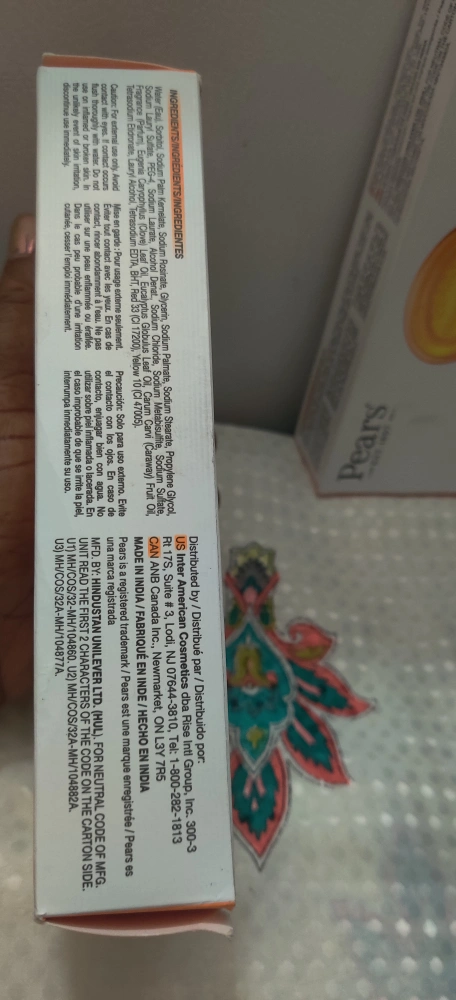 INGREDIENTS/INGRÉDIENTS/INGREDIENTES
Water (Eau), Sorbitol, Sodium Palm Kernelate, Sodium Rosinate, Glycerin, Sodium Palmate, Sodium Stearate, Propylene Glycol,
Sodium Lauryl Sulfate, PEG-4, Sodium Laurate, Alcohol Denat., Sodium Chloride, Sodium Metabisulfite, Sodium Sulfate,
Fragrance (Parfum), Eugenia Caryophyllus (Clove) Leaf Oil, Eucalyptus Globulus Leaf Oil, Carum Carvi (Caraway) Fruit Oil,
Tetrasodium Etidronate, Lauryl Alcohol, Tetrasodium EDTA, BHT, Red 33 (CI 17200), Yellow 10 (CI 47005).
Caution: For external use only. Avoid
contact with eyes. If contact occurs
flush thoroughly with water. Do not
use on inflamed or broken skin. In
the unlikely event of skin irritation,
discontinue use immediately.
Mise en garde : Pour usage externe seulement.
Éviter tout contact avec les yeux. En cas de
contact, rincer abondamment à l'eau. Ne pas
utiliser sur une peau enflammée ou éraflée.
Dans le cas peu probable d'une irritation
cutanée, cesser l'emploi immédiatement.
Precaución: Solo para uso externo. Evite
el contacto con los ojos. En caso de
contacto, enjuagar bién con agua. No
utilizar sobre piel inflamada o lacerada. En
el caso improbable de que se irrite la piel,
interrumpa inmediatamente su uso.
Distributed by / Distribué par / Distribuido por:
US Inter American Cosmetics dba Rise Intl Group, Inc. 300-3
Rt 17S, Suite # 3, Lodi, NJ 07644-3810, Tel: 1-800-282-1813
CAN ANB Canada Inc., Newmarket, ON L3Y 7R5
MADE IN INDIA / FABRIQUÉ EN INDE / HECHO EN INDIA
Pears is a registered trademark / Pears est une marque enregistrée / Pears es
una marca registrada
MFD. BY: HINDUSTAN UNILEVER LTD. (HUL), FOR NEUTRAL CODE OF MFG.
UNIT READ THE FIRST 2 CHARACTERS OF THE CODE ON THE CARTON SIDE.
U1) MH/COS/32-MH/104860. U2) MH/COS/32A-MH/104882A.
U3) MH/COS/32A-MH/104877A.
Pears